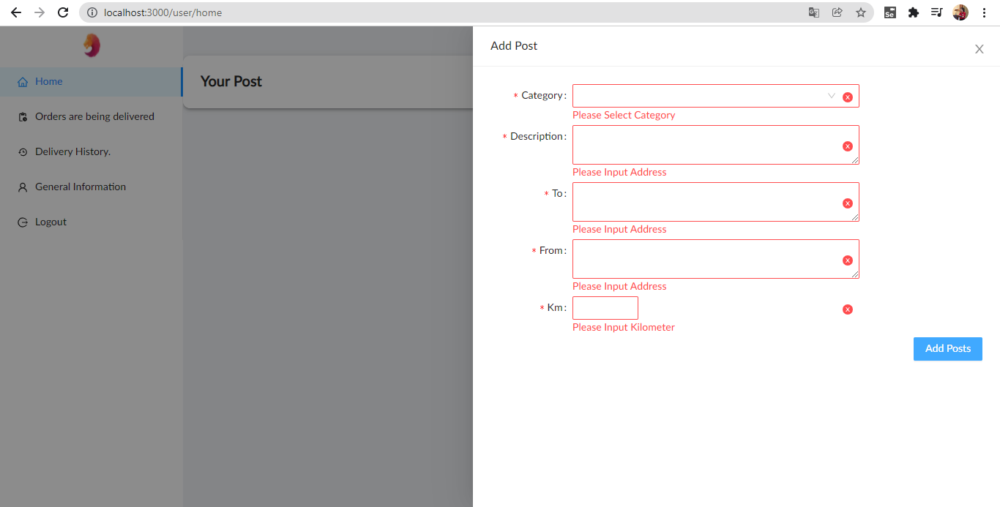 localhost:3000/user/home
Se
Home
Orders are being delivered
Delivery History.
General Information
Logout
Your Post
Add Post
* Category:
Please Select Category
* Description:
Please Input Address
* To:
Please Input Address
* From:
Please Input Address
* Km:
Please Input Kilometer
Add Posts